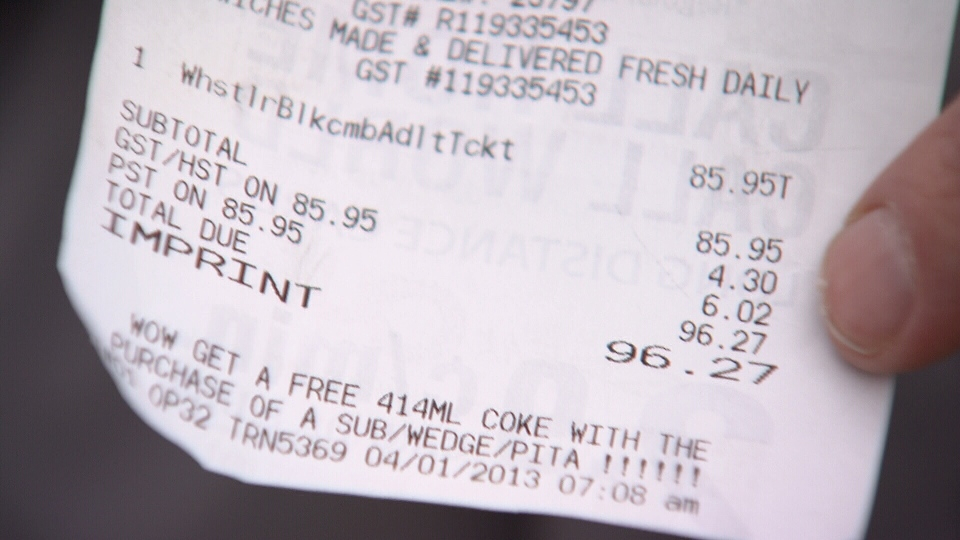 GST# R119335453
MADE & DELIVERED FRESH DAILY
GST #119335453
1 WhstlrBlkcmbAdltTckt 85.95T
SUBTOTAL 85.95
GST/HST ON 85.95 4.30
PST ON 85.95 6.02
TOTAL DUE 96.27
IMPRINT 96.27
WOW GET A FREE 414ML COKE WITH THE
PURCHASE OF A SUB/WEDGE/PITA !!!!!!
OP32 TRN5369 04/01/2013 07:08 am